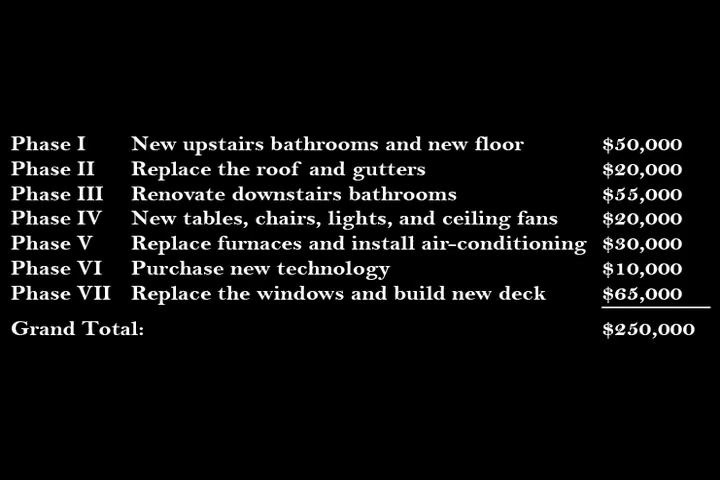 Phase I New upstairs bathrooms and new floor $50,000
Phase II Replace the roof and gutters $20,000
Phase III Renovate downstairs bathrooms $55,000
Phase IV New tables, chairs, lights, and ceiling fans $20,000
Phase V Replace furnaces and install air-conditioning $30,000
Phase VI Purchase new technology $10,000
Phase VII Replace the windows and build new deck $65,000
Grand Total: $250,000